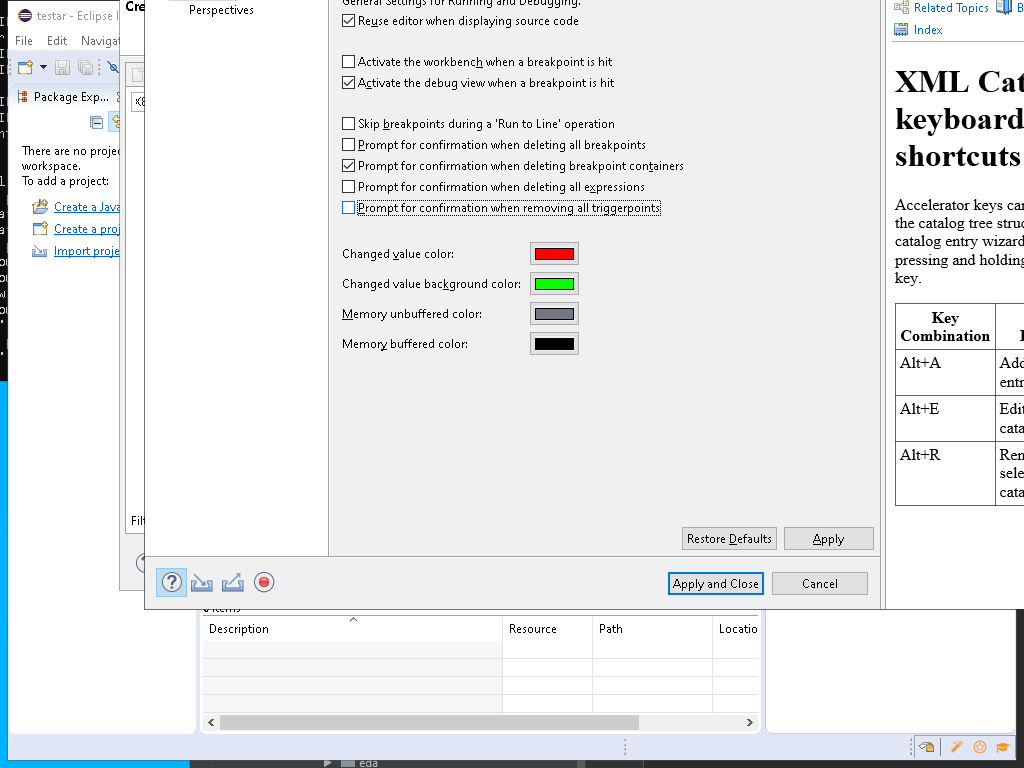 testar - Eclipse I
File Edit Navigat
Package Exp...
There are no projec
workspace.
To add a project:
Create a Java
Create a proj
Import proje
Cre
Filt
Perspectives
General Settings for Running and Debugging.
Reuse editor when displaying source code
Activate the workbench when a breakpoint is hit
Activate the debug view when a breakpoint is hit
Skip breakpoints during a 'Run to Line' operation
Prompt for confirmation when deleting all breakpoints
Prompt for confirmation when deleting breakpoint containers
Prompt for confirmation when deleting all expressions
Prompt for confirmation when removing all triggerpoints
Changed value color:
Changed value background color:
Memory unbuffered color:
Memory buffered color:
Restore Defaults Apply
Apply and Close Cancel
Related Topics B
Index
XML Cat
keyboard
shortcuts
Accelerator keys can
the catalog tree struc
catalog entry wizard
pressing and holding
key.
Key
Combination
Alt+A Add
entr
Alt+E Edit
cata
Alt+R Rem
sele
cata
Description Resource Path Locatio
eda